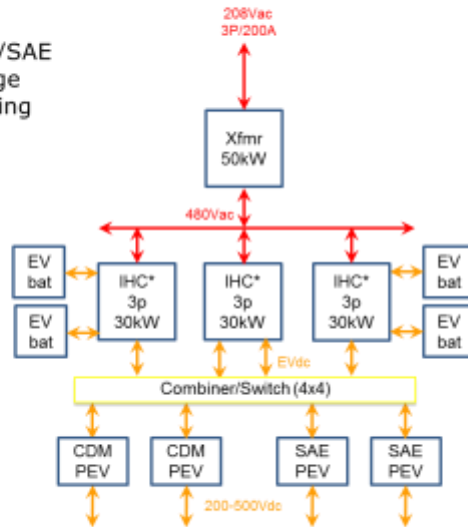 208Vac
3P/200A
/SAE
ge
ing
Xfmr
50kW
480Vac
EV
bat
IHC*
3p
30kW
IHC*
3p
30kW
IHC*
3p
30kW
EV
bat
EV
bat
EV
bat
EVdc
Combiner/Switch (4x4)
CDM
PEV
CDM
PEV
SAE
PEV
SAE
PEV
200-500Vdc